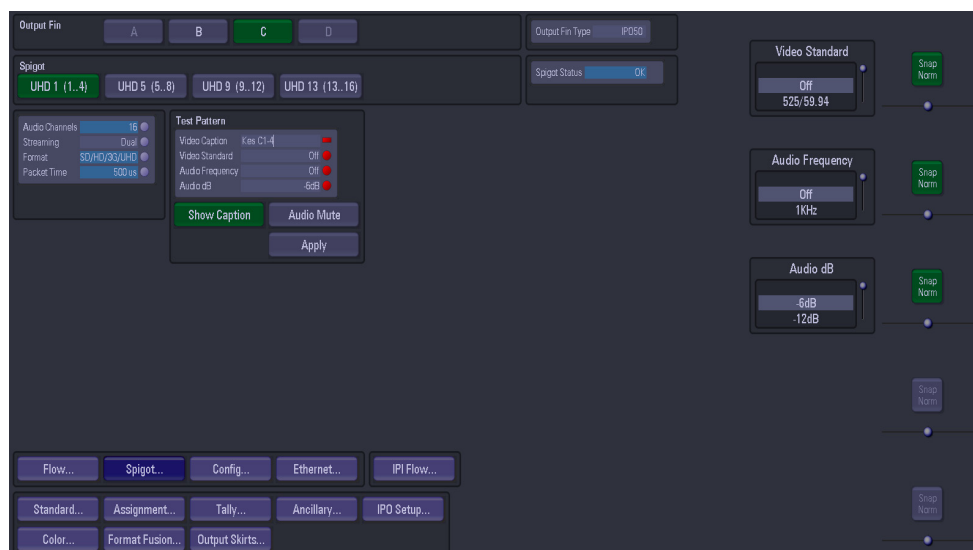 Output Fin
A
B
C
D
Output Fin Type IPO50
Spigot
UHD 1 (1..4)
UHD 5 (5..8)
UHD 9 (9..12)
UHD 13 (13..16)
Spigot Status OK
Audio Channels 16
Streaming Dual
Format SD/HD/3G/UHD
Packet Time 500 us
Test Pattern
Video Caption Kes C1-4
Video Standard Off
Audio Frequency Off
Audio dB -6dB
Show Caption
Audio Mute
Apply
Video Standard
Off
525/59.94
Snap
Norm
Audio Frequency
Off
1KHz
Snap
Norm
Audio dB
-6dB
-12dB
Snap
Norm
Snap
Norm
Snap
Norm
Flow...
Spigot...
Config...
Ethernet...
IPI Flow...
Standard...
Assignment...
Tally...
Ancillary...
IPO Setup...
Color...
Format Fusion...
Output Skirts...